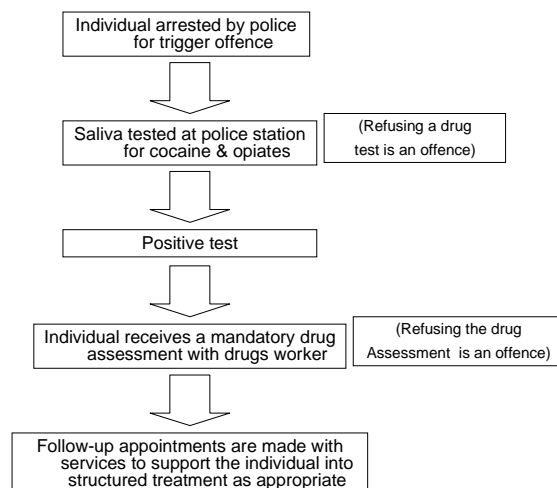 Individual arrested by police
for trigger offence
Saliva tested at police station
for cocaine & opiates
(Refusing a drug
test is an offence)
Positive test
Individual receives a mandatory drug
assessment with drugs worker
(Refusing the drug
Assessment is an offence)
Follow-up appointments are made with
services to support the individual into
structured treatment as appropriate